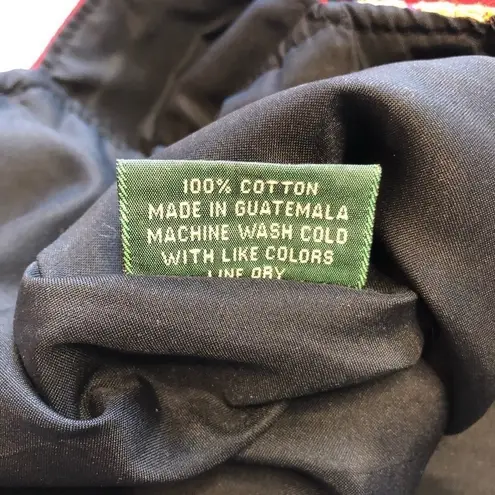 100% COTTON
MADE IN GUATEMALA
MACHINE WASH COLD
WITH LIKE COLORS
LINE DRY